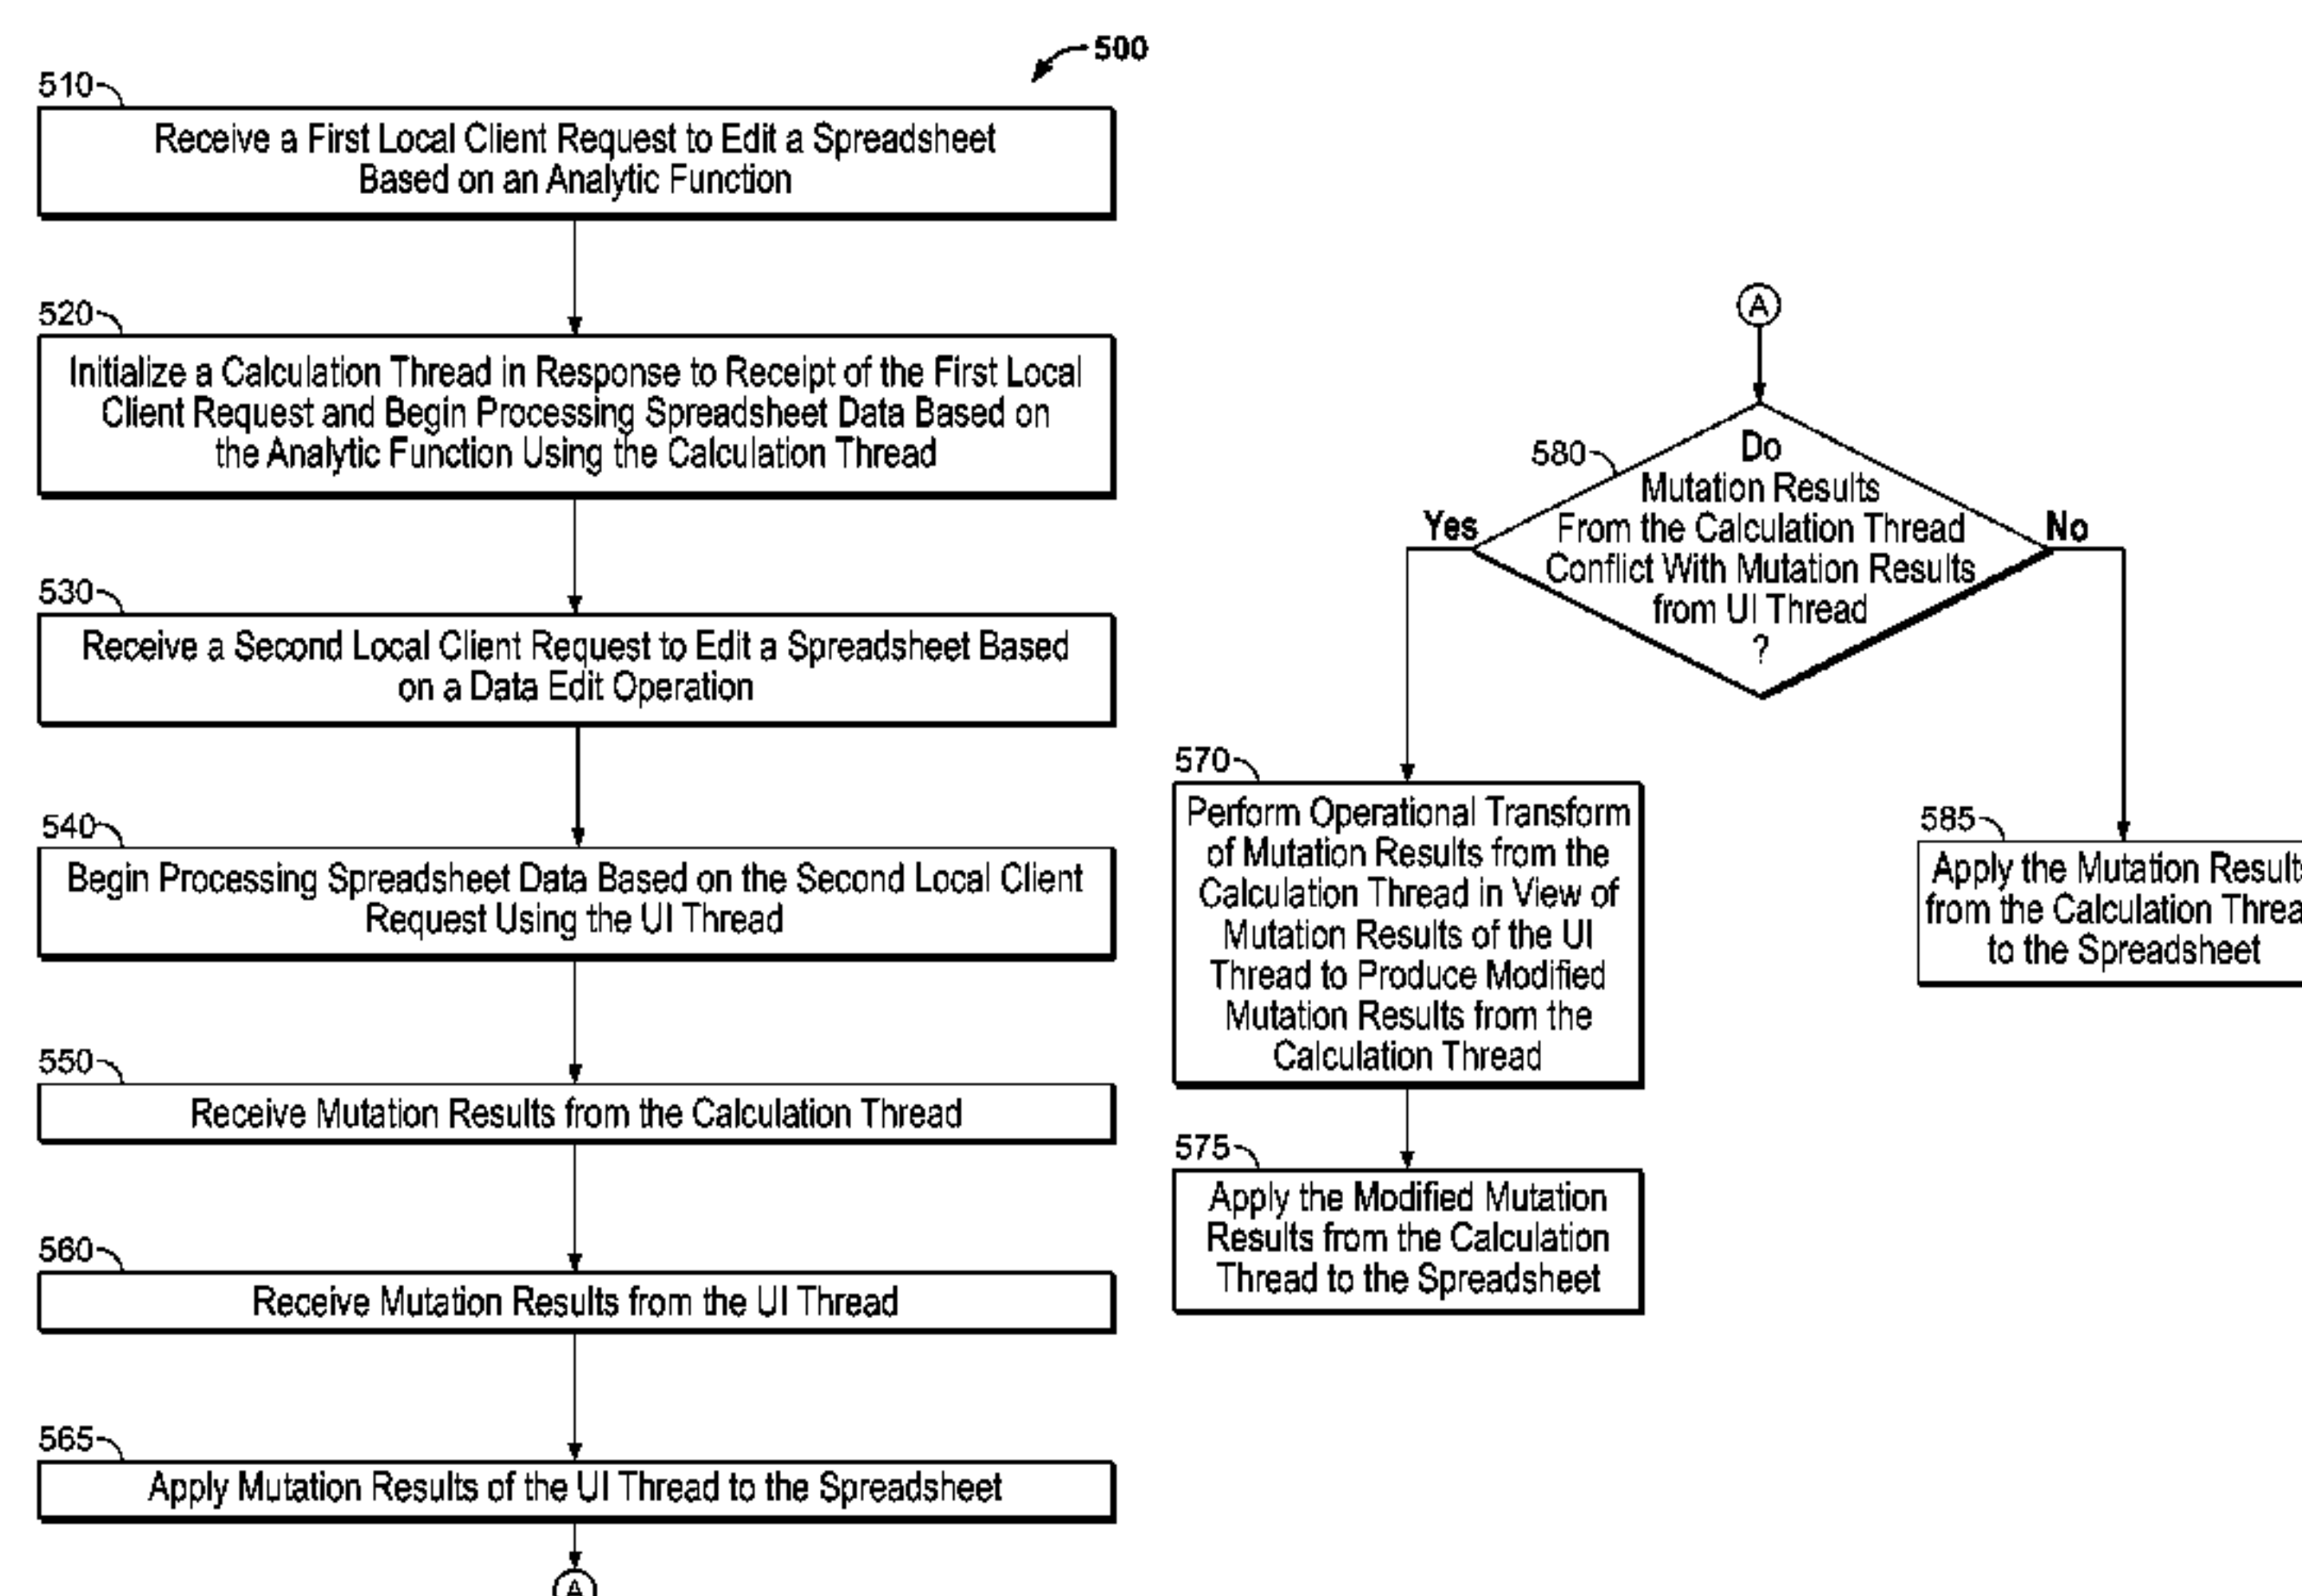 500
510
Receive a First Local Client Request to Edit a Spreadsheet
Based on an Analytic Function
520
Initialize a Calculation Thread in Response to Receipt of the First Local
Client Request and Begin Processing Spreadsheet Data Based on
the Analytic Function Using the Calculation Thread
530
Receive a Second Local Client Request to Edit a Spreadsheet Based
on a Data Edit Operation
540
Begin Processing Spreadsheet Data Based on the Second Local Client
Request Using the UI Thread
550
Receive Mutation Results from the Calculation Thread
560
Receive Mutation Results from the UI Thread
565
Apply Mutation Results of the UI Thread to the Spreadsheet
A
A
580
Do
Mutation Results
From the Calculation Thread
Conflict With Mutation Results
from UI Thread
?
Yes
No
570
Perform Operational Transform
of Mutation Results from the
Calculation Thread in View of
Mutation Results of the UI
Thread to Produce Modified
Mutation Results from the
Calculation Thread
575
Apply the Modified Mutation
Results from the Calculation
Thread to the Spreadsheet
585
Apply the Mutation
from the Calculation
to the Spreadsheet